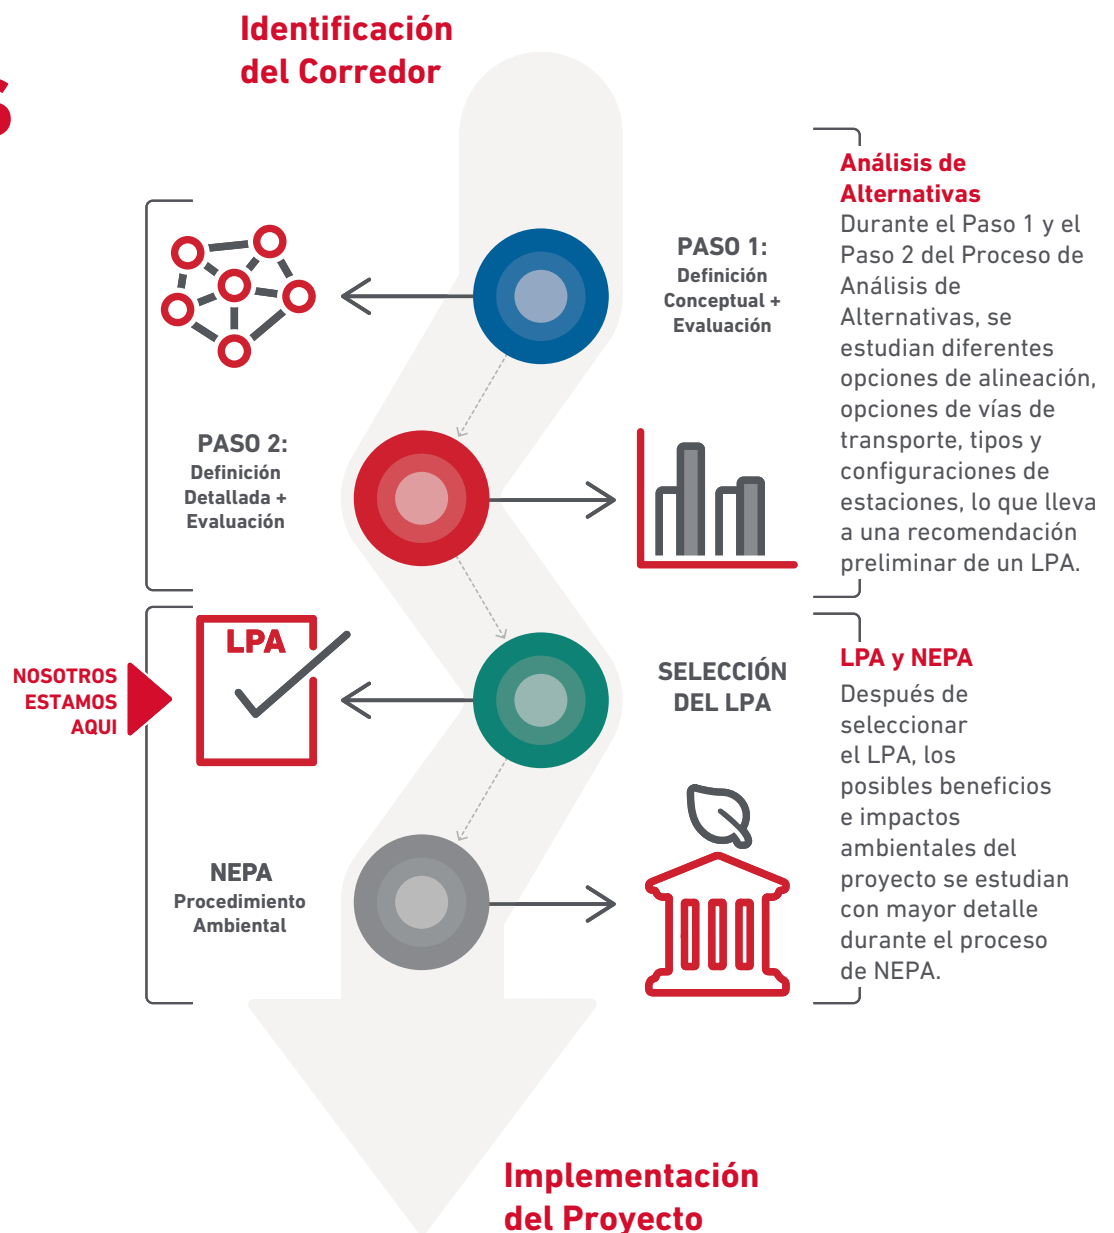 Identificación
del Corredor
S
PASO 1:
Definición
Conceptual +
Evaluación
Análisis de
Alternativas
Durante el Paso 1 y el
Paso 2 del Proceso de
Análisis de
Alternativas, se
estudian diferentes
opciones de alineación,
opciones de vías de
transporte, tipos y
configuraciones de
estaciones, lo que lleva
a una recomendación
preliminar de un LPA.
PASO 2:
Definición
Detallada +
Evaluación
NOSOTROS
ESTAMOS
AQUI
LPA
SELECCIÓN
DEL LPA
LPA y NEPA
Después de
seleccionar
el LPA, los
posibles beneficios
e impactos
ambientales del
proyecto se estudian
con mayor detalle
durante el proceso
de NEPA.
NEPA
Procedimiento
Ambiental
Implementación
del Proyecto